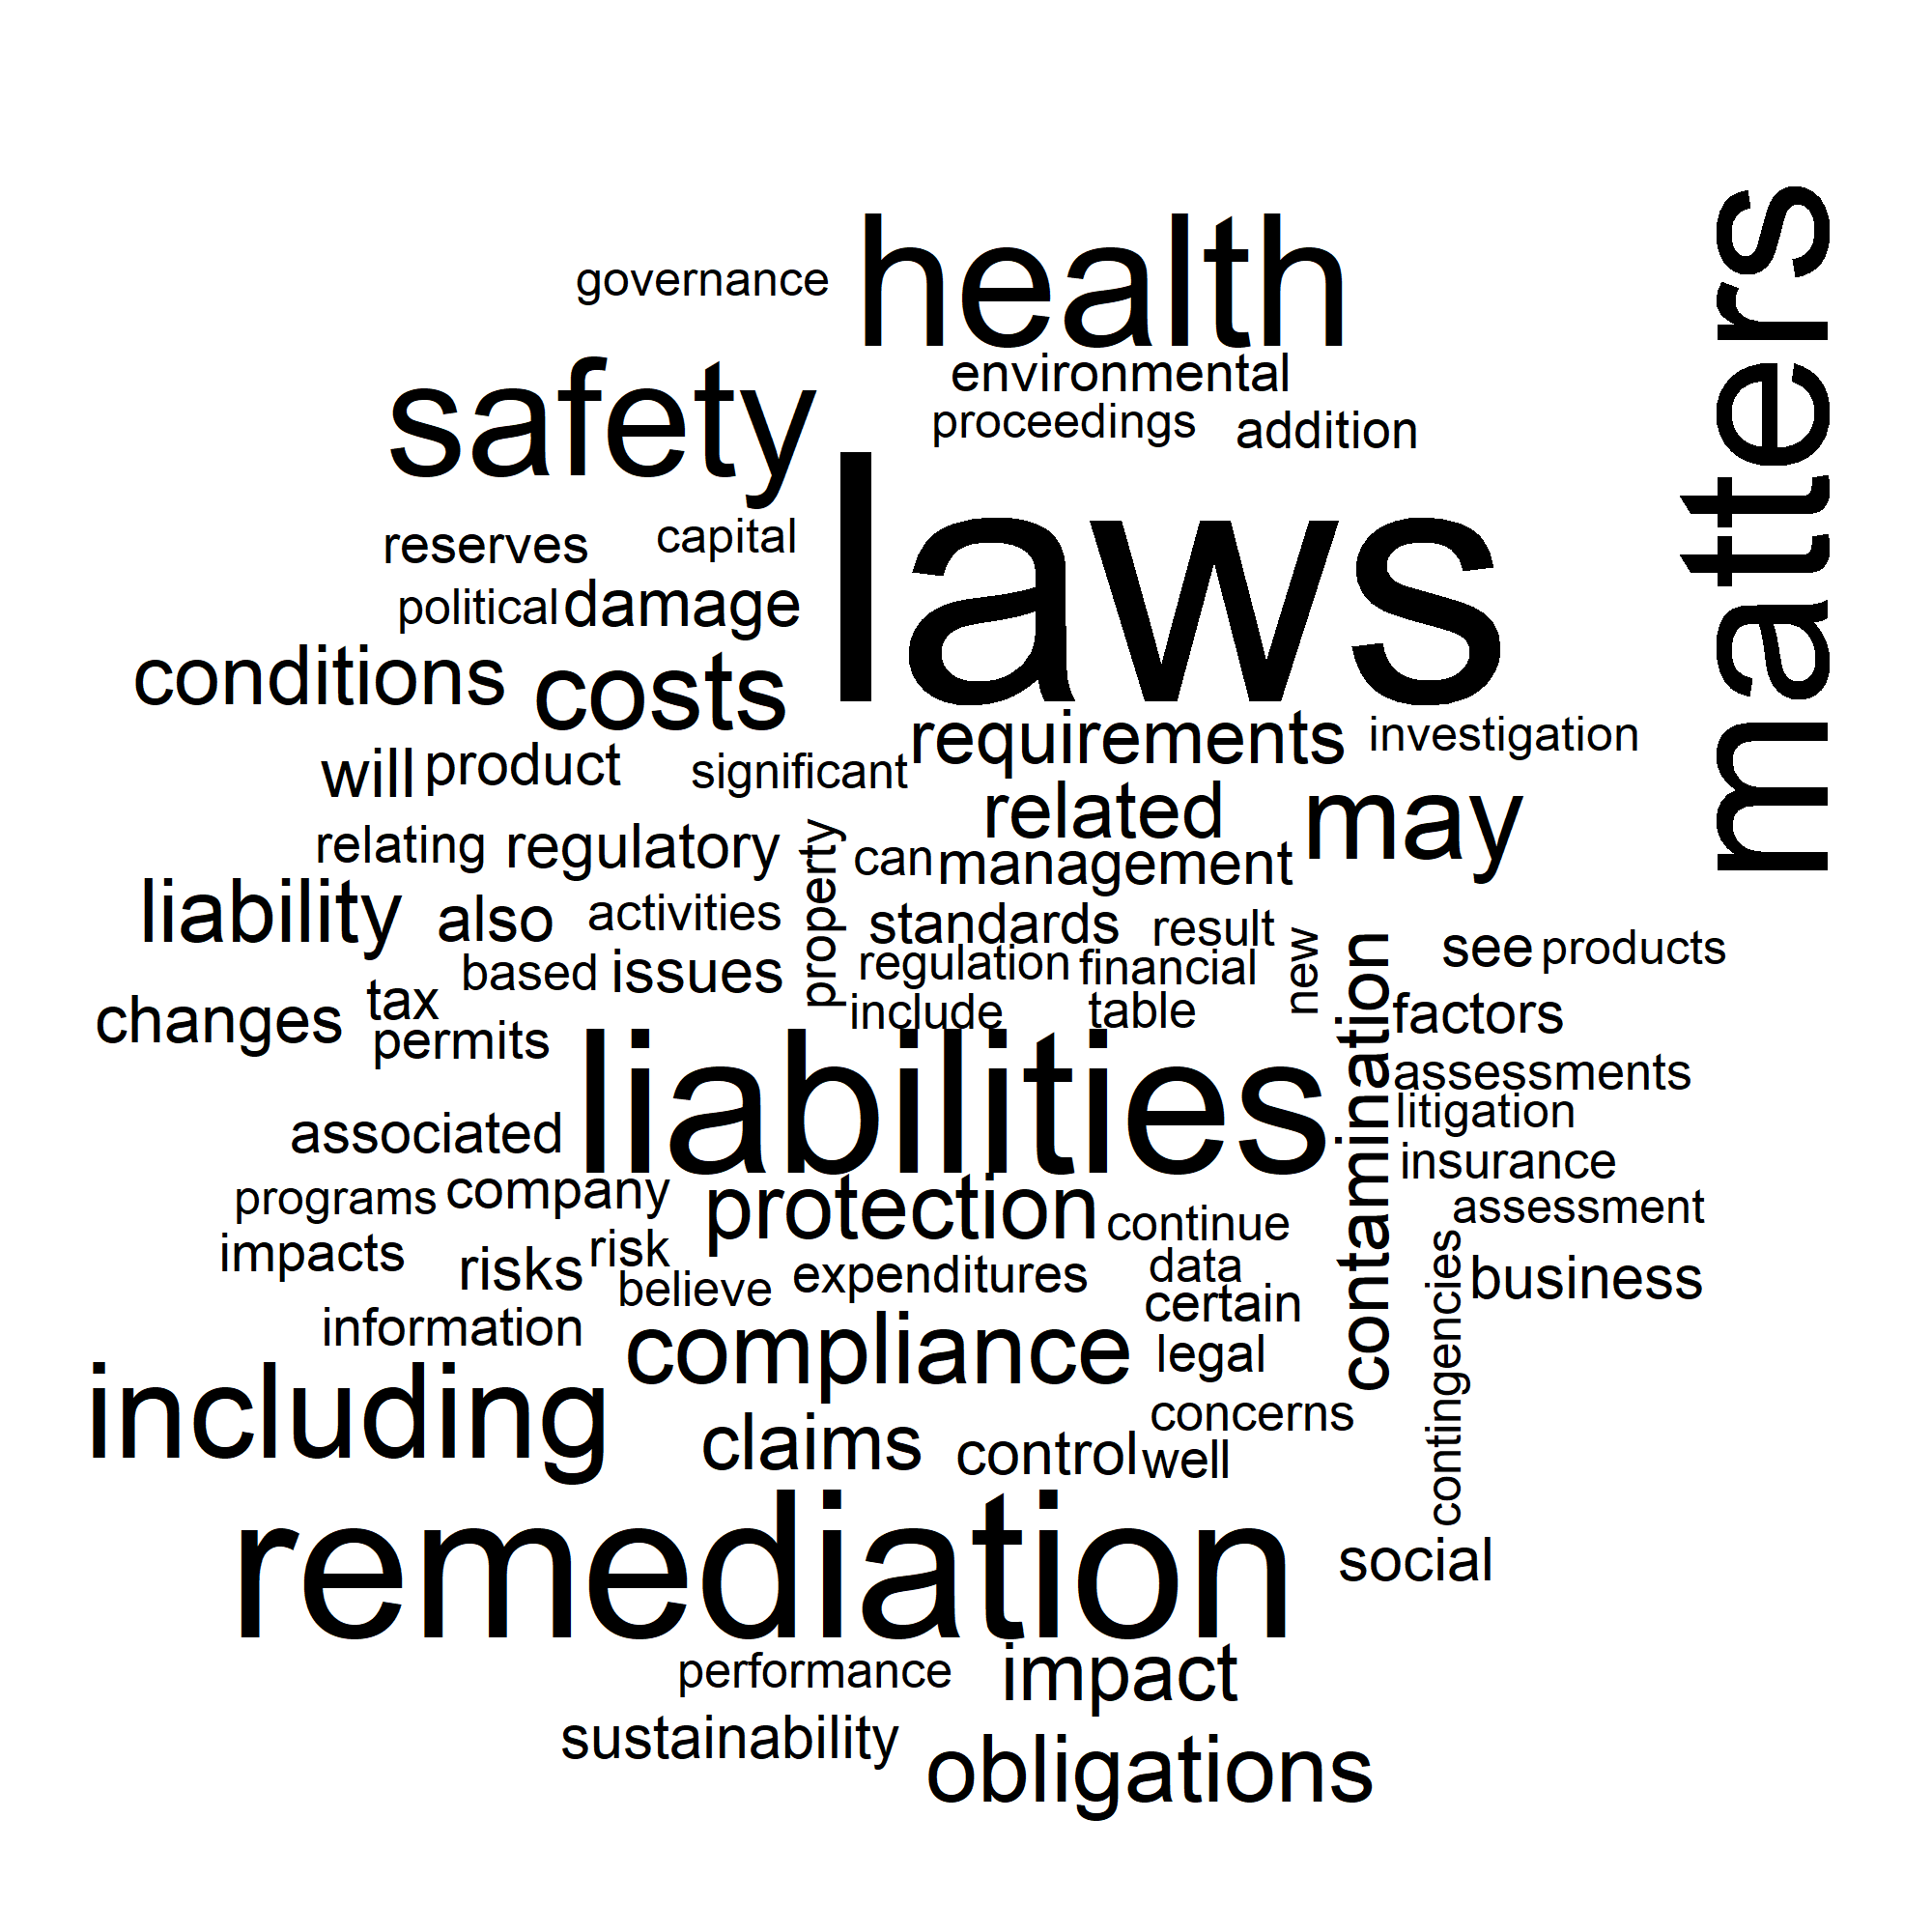 governance
health
matters
safety
environmental
proceedings
addition
laws
reserves
capital
political
damage
conditions
costs
requirements
investigation
will
product
significant
related
may
relating
regulatory
property
can
management
liability
also
activities
standards
result
new
see
products
based
issues
regulation
financial
contamination
changes
tax
permits
include
table
factors
liabilities
assessments
associated
litigation
programs
company
protection
continue
insurance
assessment
impacts
risks
risk
believe
expenditures
data
certain
contingencies
business
information
compliance
legal
including
claims
control
concerns
well
remediation
social
performance
impact
sustainability
obligations